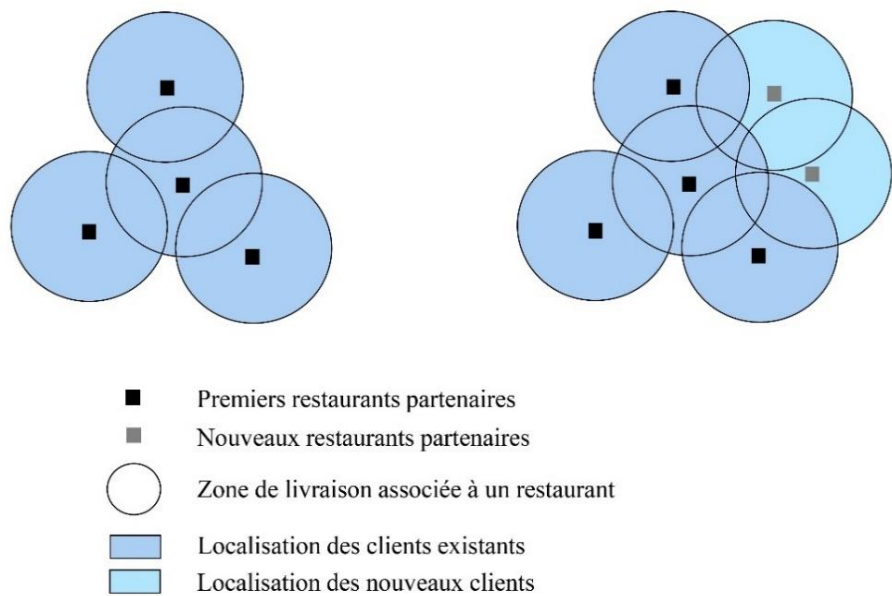 Premiers restaurants partenaires
Nouveaux restaurants partenaires
Zone de livraison associée à un restaurant
Localisation des clients existants
Localisation des nouveaux clients